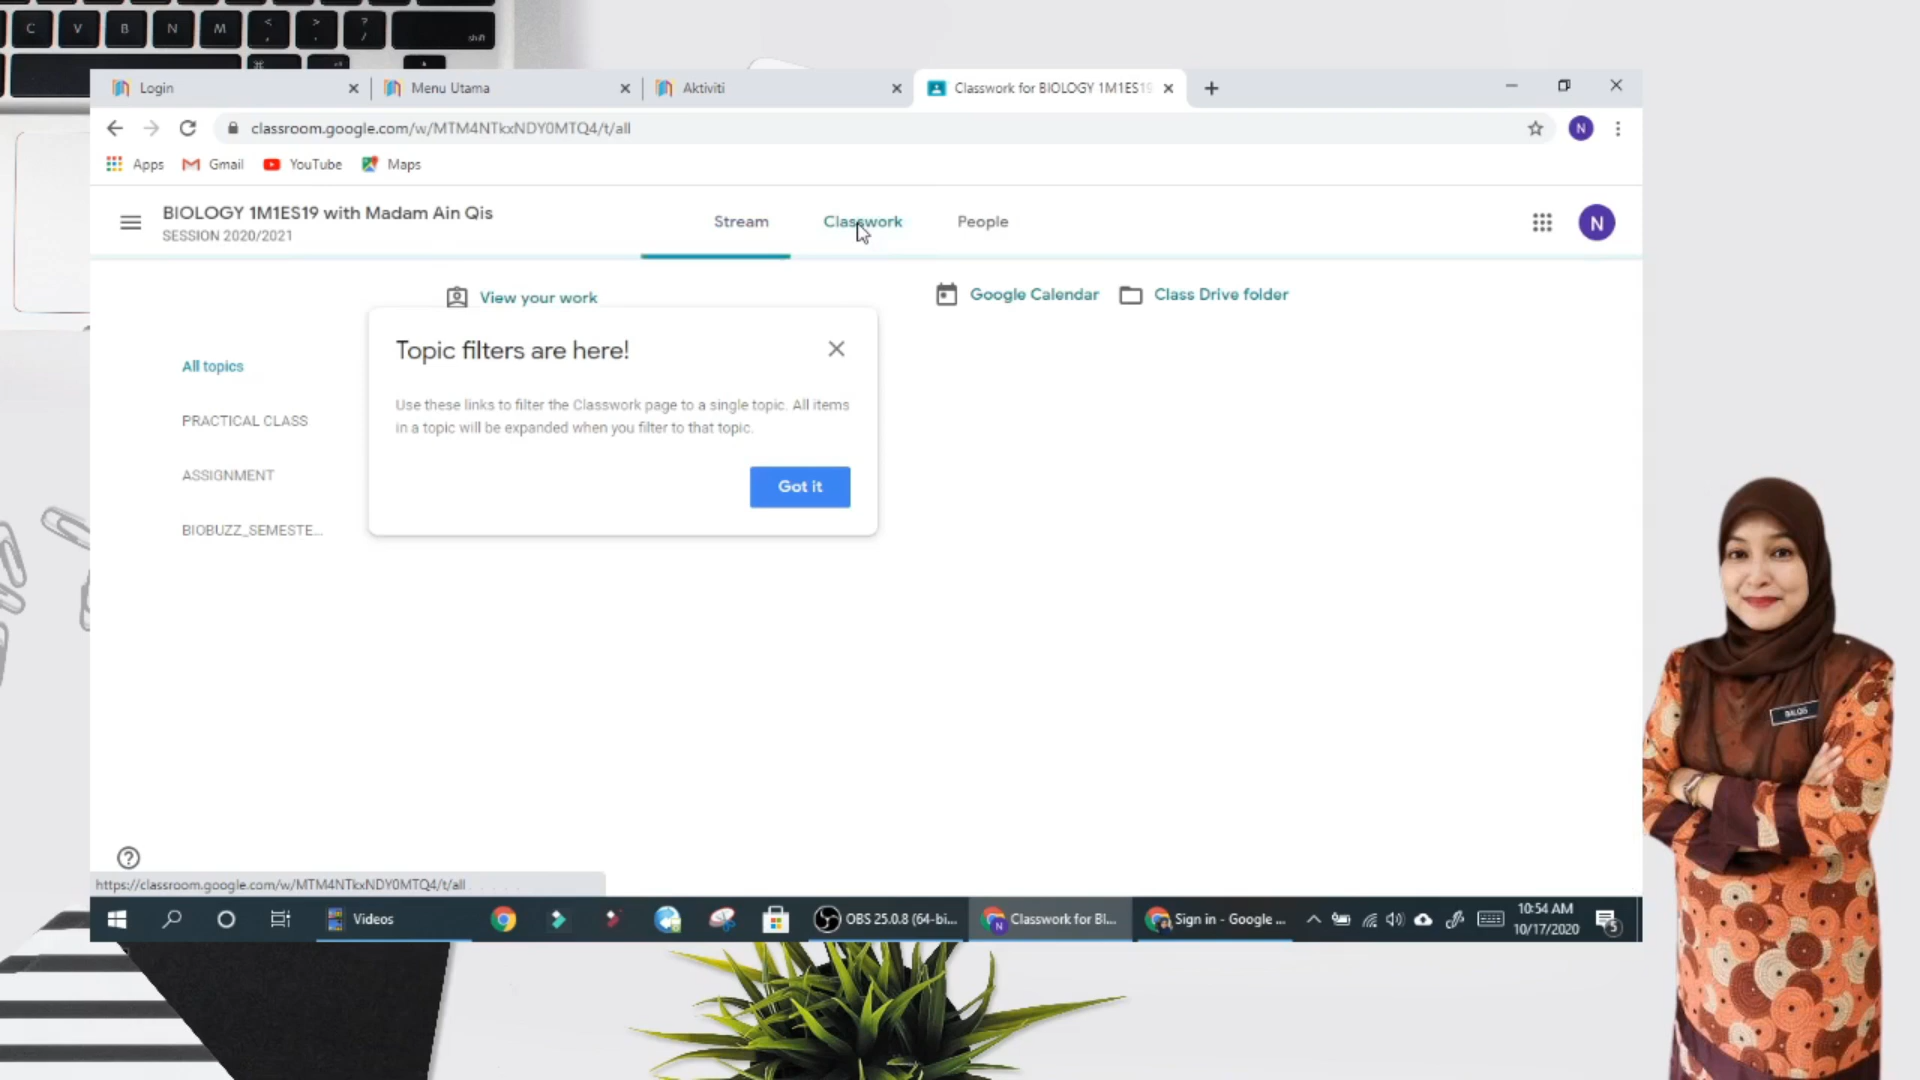 C V B N M < > ?
, . /
shift
⌘
Login
Menu Utama
Aktiviti
Classwork for BIOLOGY 1M1ES19
classroom.google.com/w/MTM4NTkxNDY0MTQ4/t/all
N
Apps
Gmail
YouTube
Maps
BIOLOGY 1M1ES19 with Madam Ain Qis
SESSION 2020/2021
Stream
Classwork
People
N
View your work
Google Calendar
Class Drive folder
Topic filters are here!
Use these links to filter the Classwork page to a single topic. All items
in a topic will be expanded when you filter to that topic.
Got it
All topics
PRACTICAL CLASS
ASSIGNMENT
BIOBUZZ_SEMESTE...
BALQIS
https://classroom.google.com/w/MTM4NTkxNDY0MTQ4/t/all
Videos
OBS 25.0.8 (64-bi...
Classwork for BI...
Sign in - Google ...
10:54 AM
10/17/2020
5